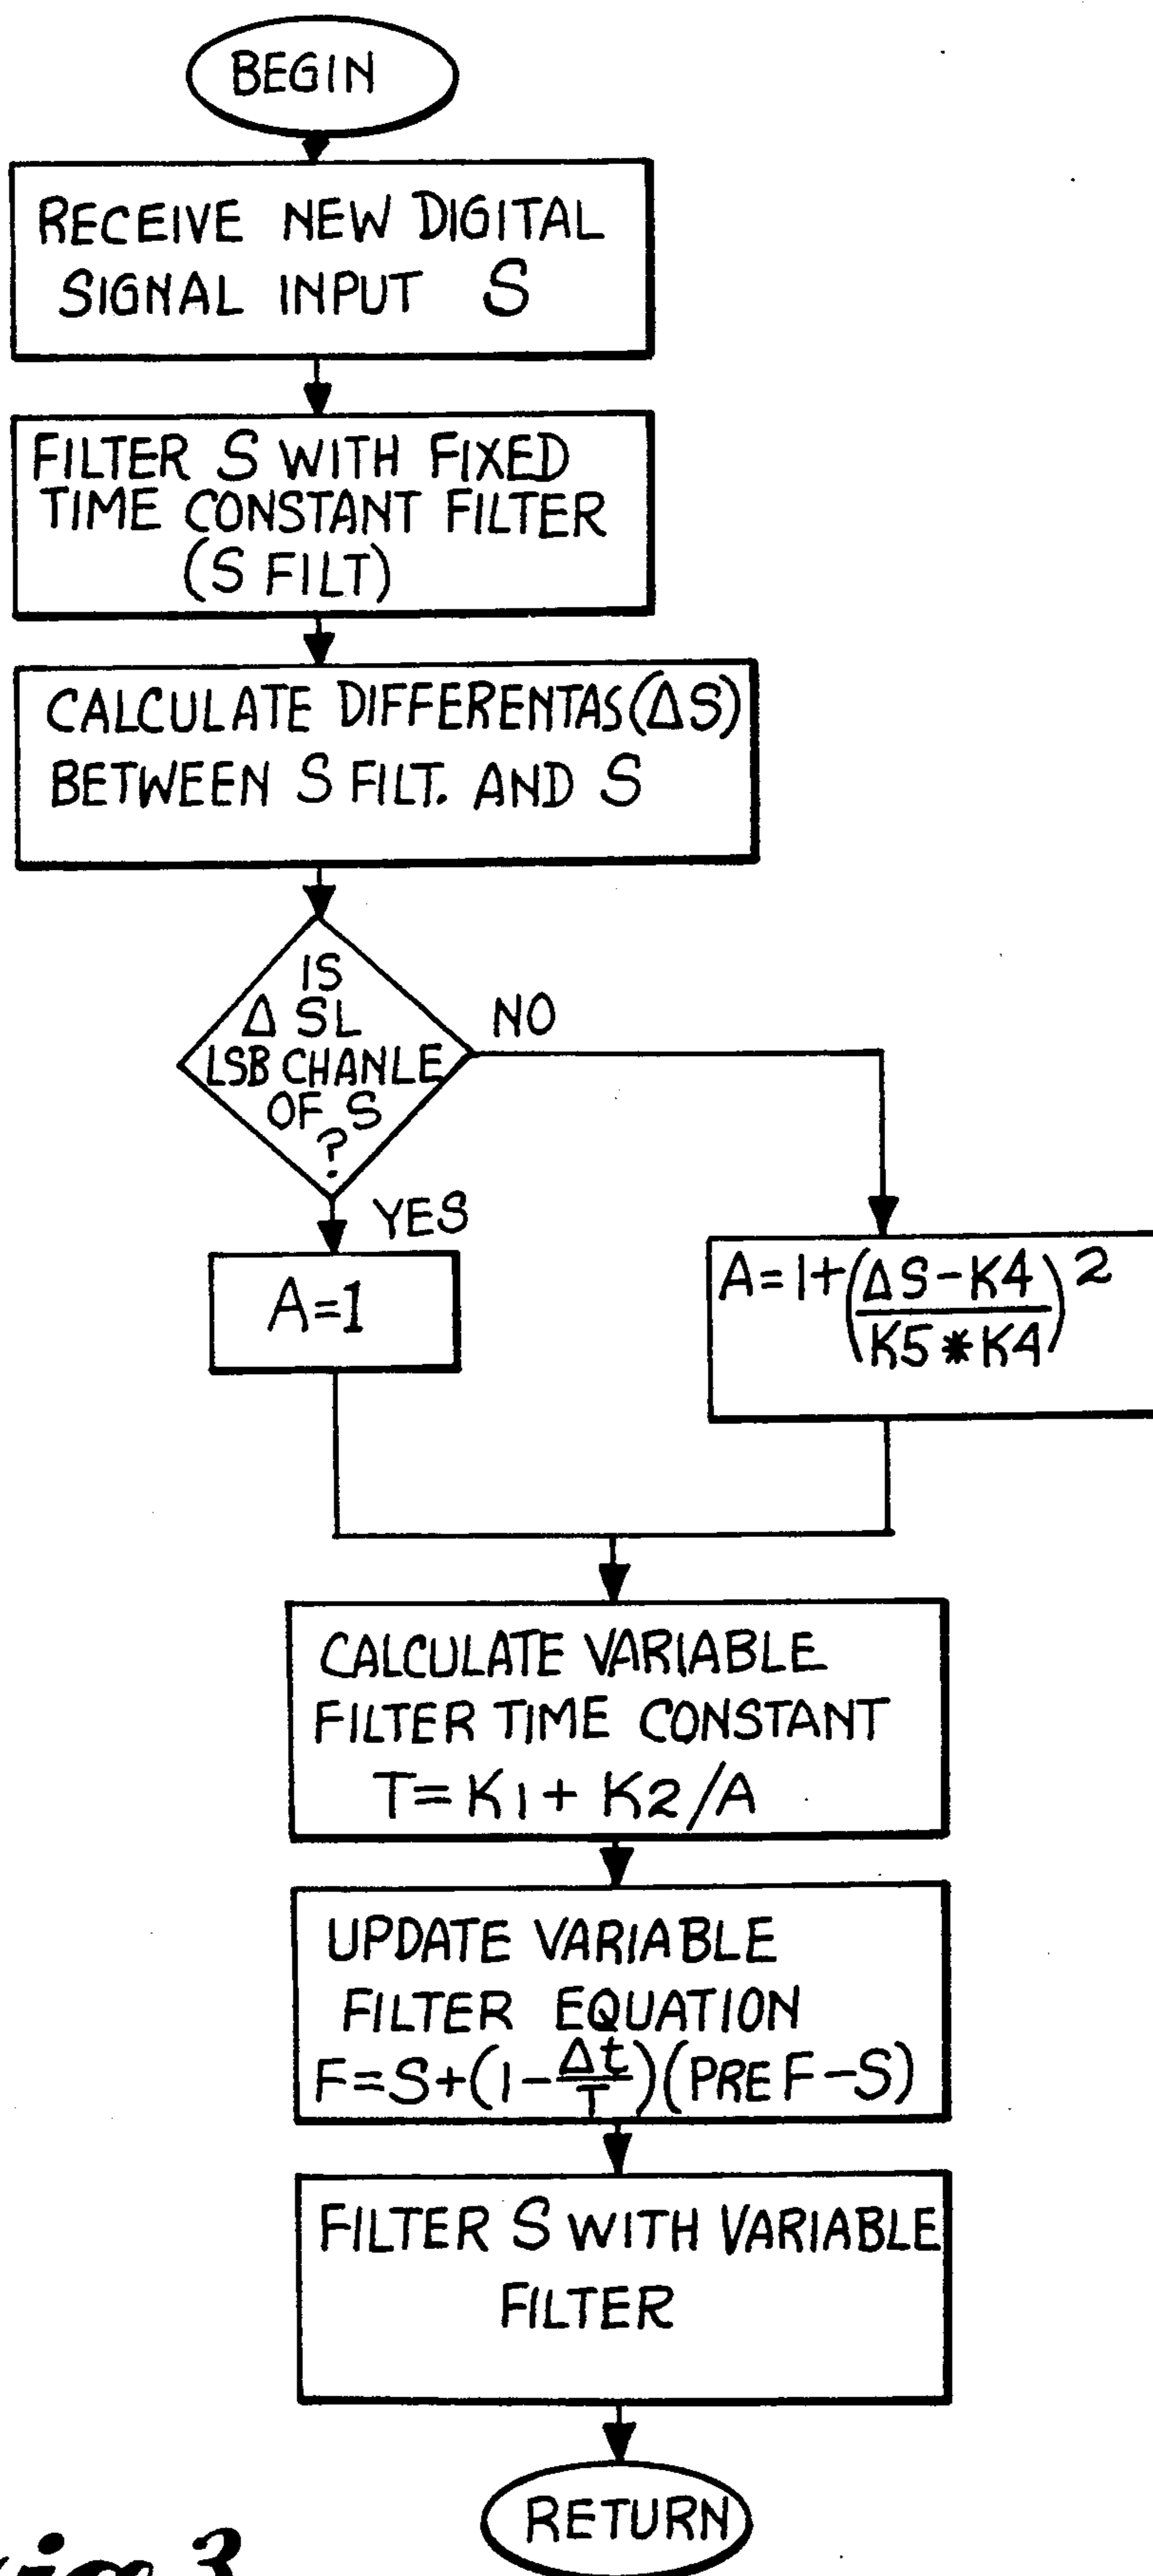 BEGIN
RECEIVE NEW DIGITAL
SIGNAL INPUT S
FILTER S WITH FIXED
TIME CONSTANT FILTER
(S FILT)
CALCULATE DIFFERENTAS (ΔS)
BETWEEN S FILT. AND S
IS
Δ SL
LSB CHANLE
OF S
?
NO
YES
A=1
A=1+(ΔS-K4/K5*K4)2
CALCULATE VARIABLE
FILTER TIME CONSTANT
T=K1+ K2/A
UPDATE VARIABLE
FILTER EQUATION
F=S+(1-Δt/T)(PRE F-S)
FILTER S WITH VARIABLE
FILTER
RETURN